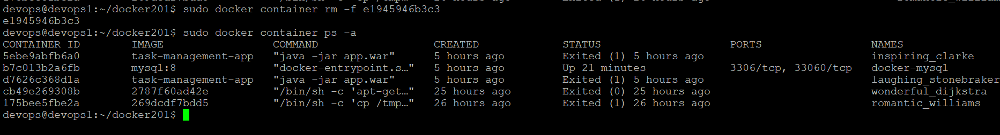 devops@devops1:~/docker201$ sudo docker container rm -f e1945946b3c3
e1945946b3c3
devops@devops1:~/docker201$ sudo docker container ps -a
CONTAINER ID IMAGE COMMAND CREATED STATUS PORTS NAMES
5ebe9abfb6a0 task-management-app "java -jar app.war" 5 hours ago Exited (1) 5 hours ago inspiring_clarke
b7c013b2a6fb mysql:8 "docker-entrypoint.s…" 5 hours ago Up 21 minutes 3306/tcp, 33060/tcp docker-mysql
d7626c368d1a task-management-app "java -jar app.war" 5 hours ago Exited (1) 5 hours ago laughing_stonebraker
cb49e269308b 2787f60ad42e "/bin/sh -c 'apt-get…" 25 hours ago Exited (0) 25 hours ago wonderful_dijkstra
175bee5fbe2a 269dcdf7bdd5 "/bin/sh -c 'cp /tmp…" 26 hours ago Exited (1) 26 hours ago romantic_williams
devops@devops1:~/docker201$